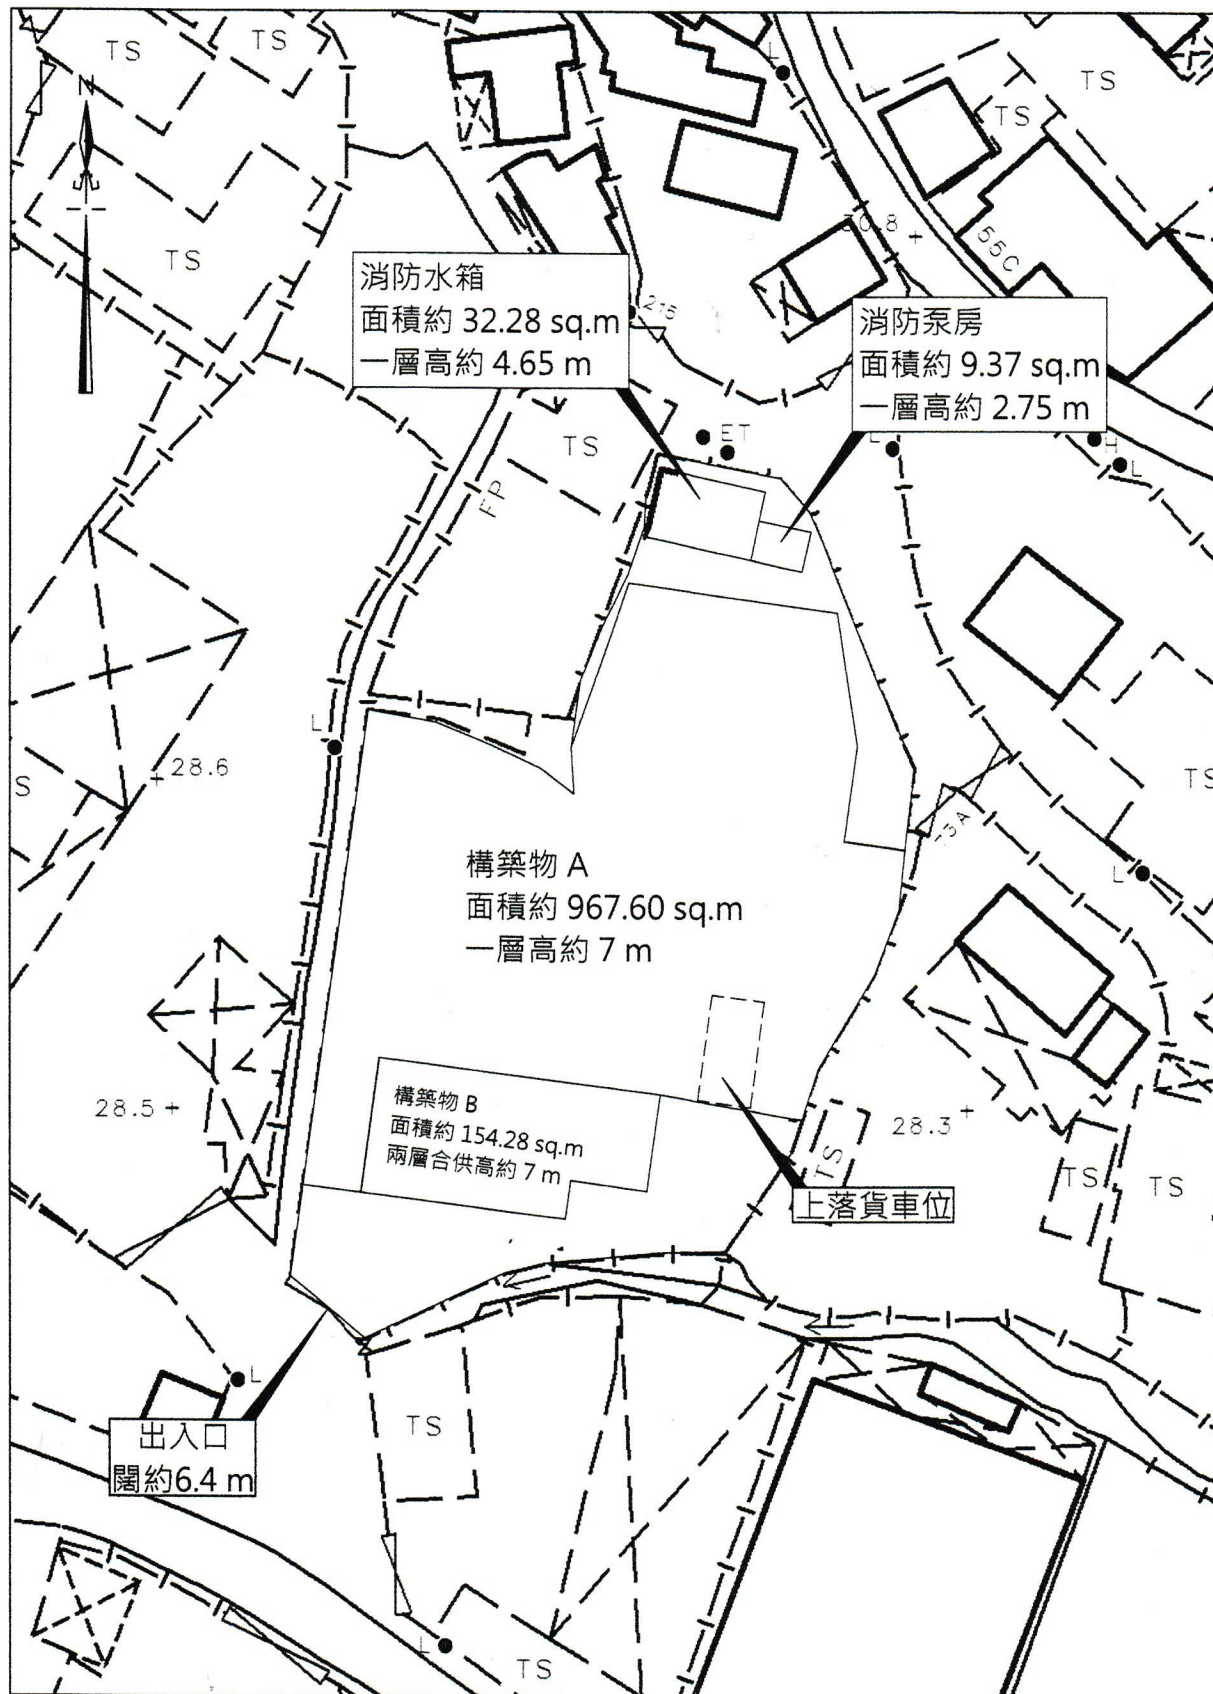 TS
TS
L
TS
TS
N
TS
30.8 +
55C
消防水箱
面積約 32.28 sq.m
一層高約 4.65 m
消防泵房
面積約 9.37 sq.m
一層高約 2.75 m
TS
ET
L
H
L
FP
L
28.6
S
TS
L
構築物 A
面積約 967.60 sq.m
一層高約 7 m
構築物 B
面積約 154.28 sq.m
兩層合供高約 7 m
28.5 +
28.3 +
TS
TS
TS
上落貨車位
L
出入口
闊約6.4 m
TS
L
TS